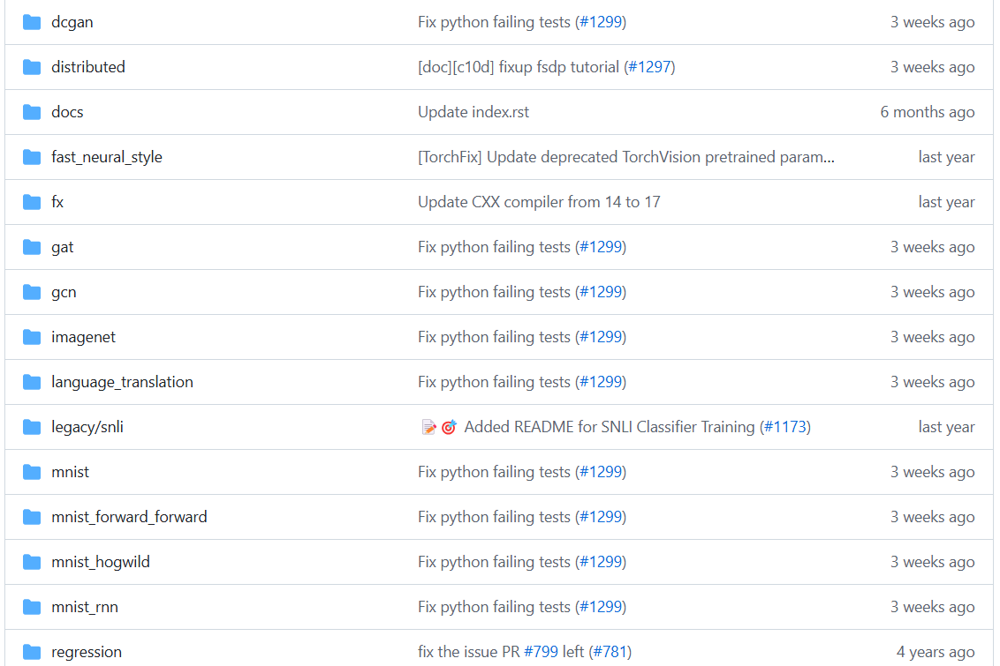 dcgan Fix python failing tests (#1299) 3 weeks ago
distributed [doc][c10d] fixup fsdp tutorial (#1297) 3 weeks ago
docs Update index.rst 6 months ago
fast_neural_style [TorchFix] Update deprecated TorchVision pretrained param... last year
fx Update CXX compiler from 14 to 17 last year
gat Fix python failing tests (#1299) 3 weeks ago
gcn Fix python failing tests (#1299) 3 weeks ago
imagenet Fix python failing tests (#1299) 3 weeks ago
language_translation Fix python failing tests (#1299) 3 weeks ago
legacy/snli 📝🎯 Added README for SNLI Classifier Training (#1173) last year
mnist Fix python failing tests (#1299) 3 weeks ago
mnist_forward_forward Fix python failing tests (#1299) 3 weeks ago
mnist_hogwild Fix python failing tests (#1299) 3 weeks ago
mnist_rnn Fix python failing tests (#1299) 3 weeks ago
regression fix the issue PR #799 left (#781) 4 years ago